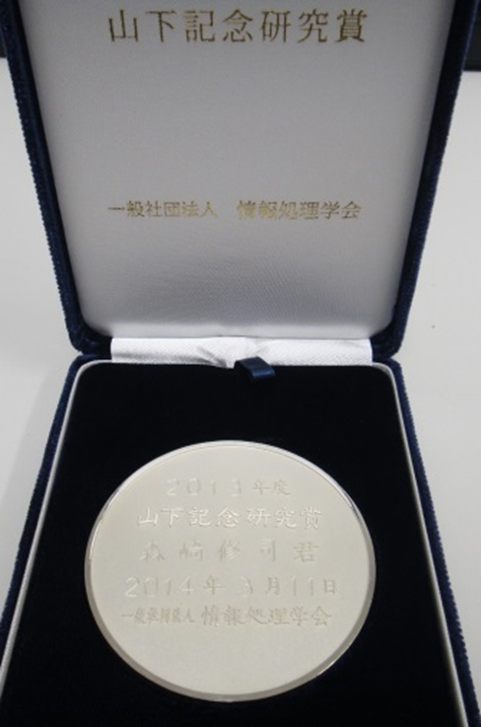 山下記念研究賞
一般社団法人 情報処理学会
2013年度
山下記念研究賞
森崎修司君
2014年3月11日
一般社団法人 情報処理学会